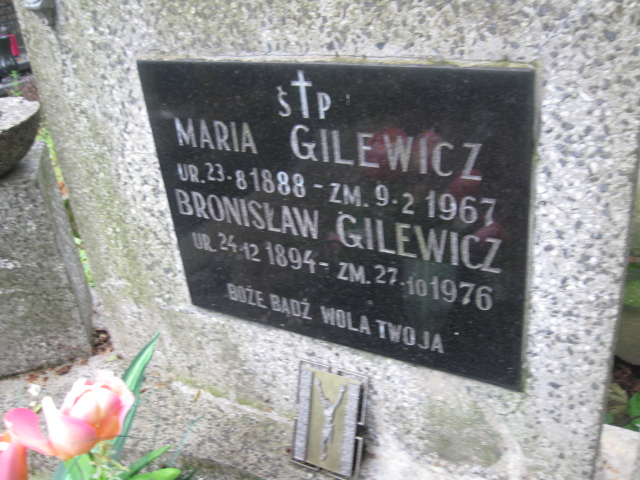 Ś†P
MARIA GILEWICZ
UR. 23-8 1888 - ZM. 9-2 1967
BRONISŁAW GILEWICZ
UR. 24-12 1894 - ZM. 27-10 1976
BOŻE BĄDŹ WOLA TWOJA